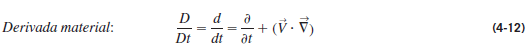 Derivada material: D/Dt = d/dt = ∂/∂t + (V⃗ · ∇⃗) (4-12)